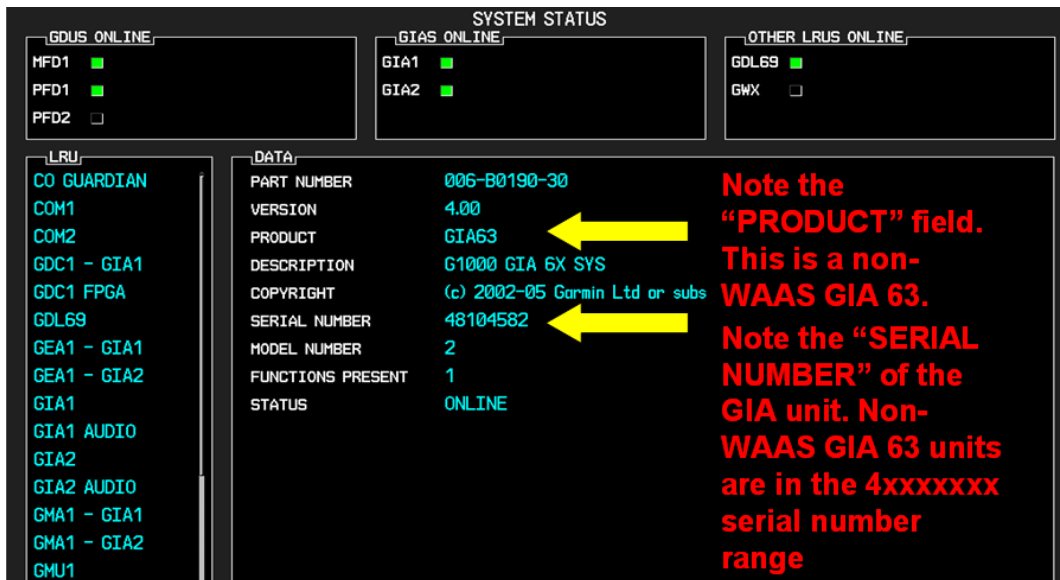 SYSTEM STATUS
GDUS ONLINE
MFD1
PFD1
PFD2
GIAS ONLINE
GIA1
GIA2
OTHER LRUS ONLINE
GDL69
GWX
LRU
CO GUARDIAN
COM1
COM2
GDC1 - GIA1
GDC1 FPGA
GDL69
GEA1 - GIA1
GEA1 - GIA2
GIA1
GIA1 AUDIO
GIA2
GIA2 AUDIO
GMA1 - GIA1
GMA1 - GIA2
GMU1
DATA
PART NUMBER 006-B0190-30
VERSION 4.00
PRODUCT GIA63
DESCRIPTION G1000 GIA 6X SYS
COPYRIGHT (c) 2002-05 Garmin Ltd or subs
SERIAL NUMBER 48104582
MODEL NUMBER 2
FUNCTIONS PRESENT 1
STATUS ONLINE
Note the
“PRODUCT” field.
This is a non-
WAAS GIA 63.
Note the “SERIAL
NUMBER” of the
GIA unit. Non-
WAAS GIA 63 units
are in the 4xxxxxxx
serial number
range